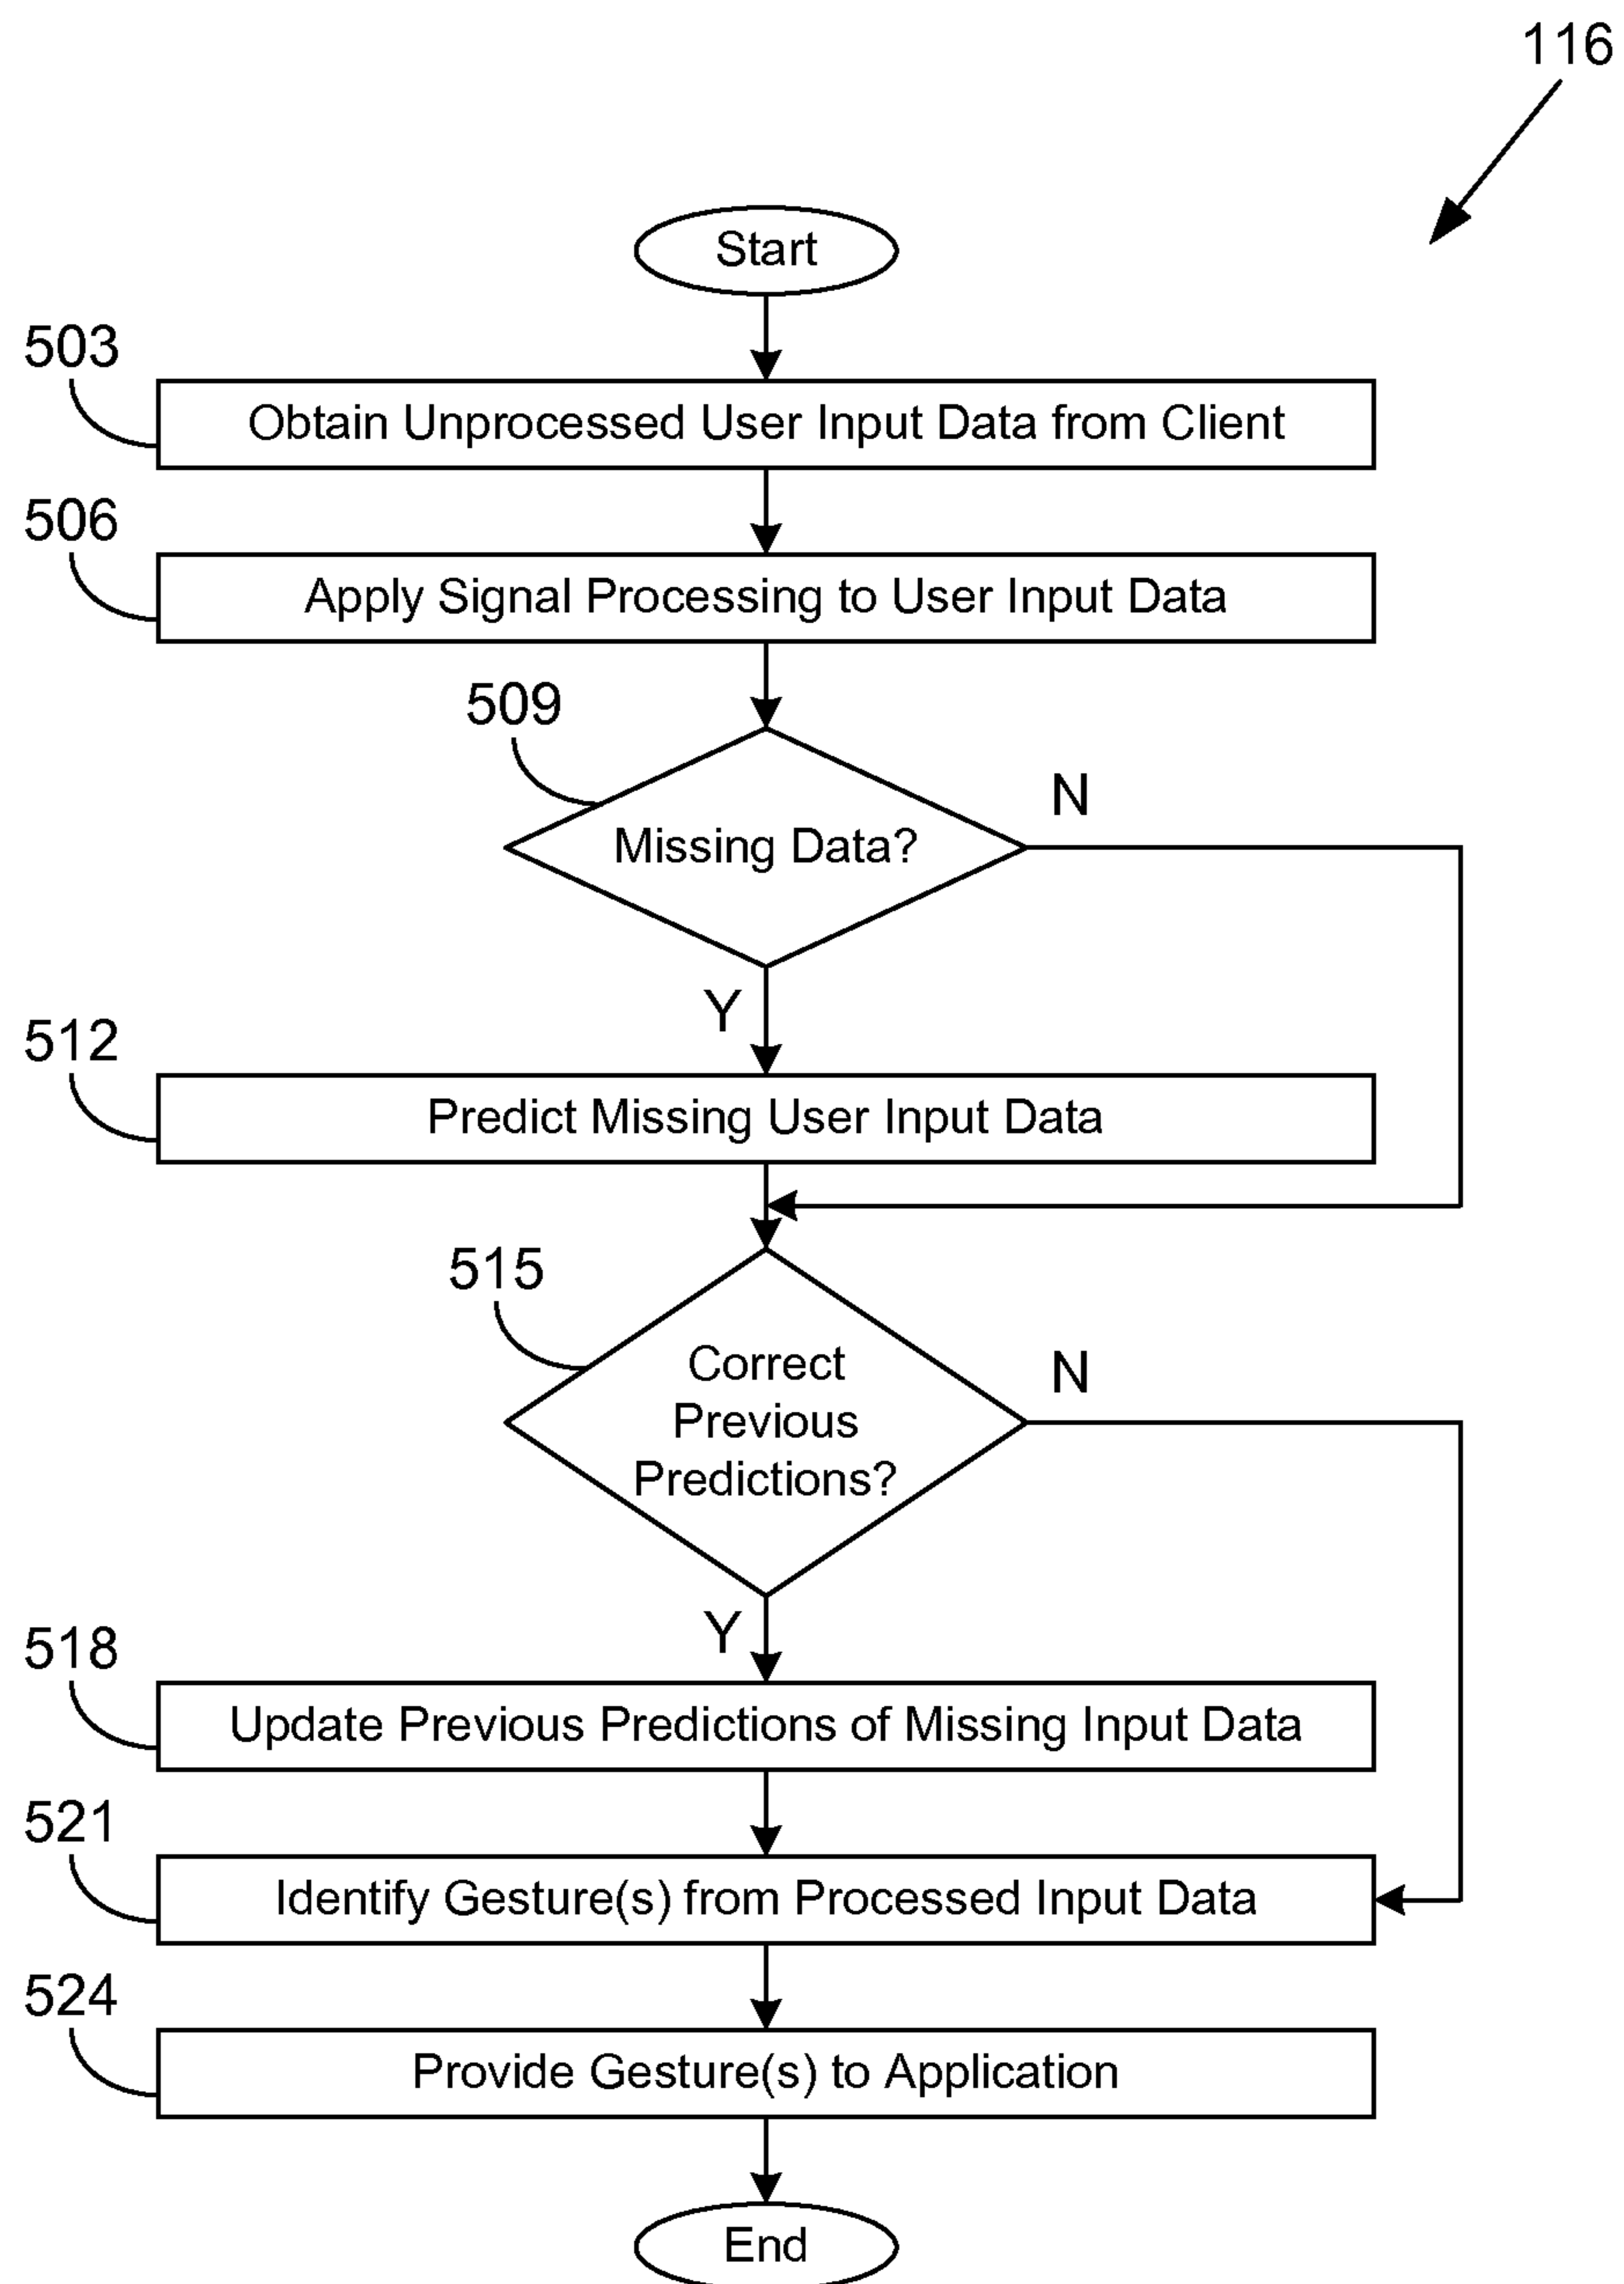 116
Start
503
Obtain Unprocessed User Input Data from Client
506
Apply Signal Processing to User Input Data
509
N
Missing Data?
Y
512
Predict Missing User Input Data
515
N
Correct
Previous
Predictions?
Y
518
Update Previous Predictions of Missing Input Data
521
Identify Gesture(s) from Processed Input Data
524
Provide Gesture(s) to Application
End